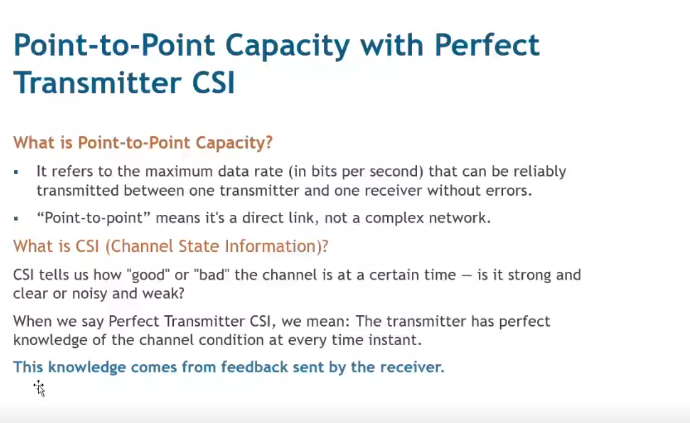 Point-to-Point Capacity with Perfect
Transmitter CSI
What is Point-to-Point Capacity?
▪ It refers to the maximum data rate (in bits per second) that can be reliably
transmitted between one transmitter and one receiver without errors.
▪ “Point-to-point” means it's a direct link, not a complex network.
What is CSI (Channel State Information)?
CSI tells us how "good" or "bad" the channel is at a certain time — is it strong and
clear or noisy and weak?
When we say Perfect Transmitter CSI, we mean: The transmitter has perfect
knowledge of the channel condition at every time instant.
This knowledge comes from feedback sent by the receiver.